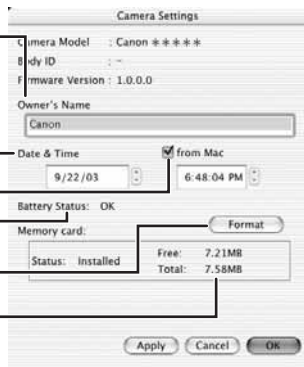 Camera Settings
Camera Model : Canon ＊＊＊＊＊
Body ID : -
Firmware Version : 1.0.0.0
Owner's Name
Canon
Date & Time from Mac
9/22/03 6:48:04 PM
Battery Status: OK
Memory card: Format
Status: Installed Free: 7.21MB
Total: 7.58MB
Apply Cancel OK